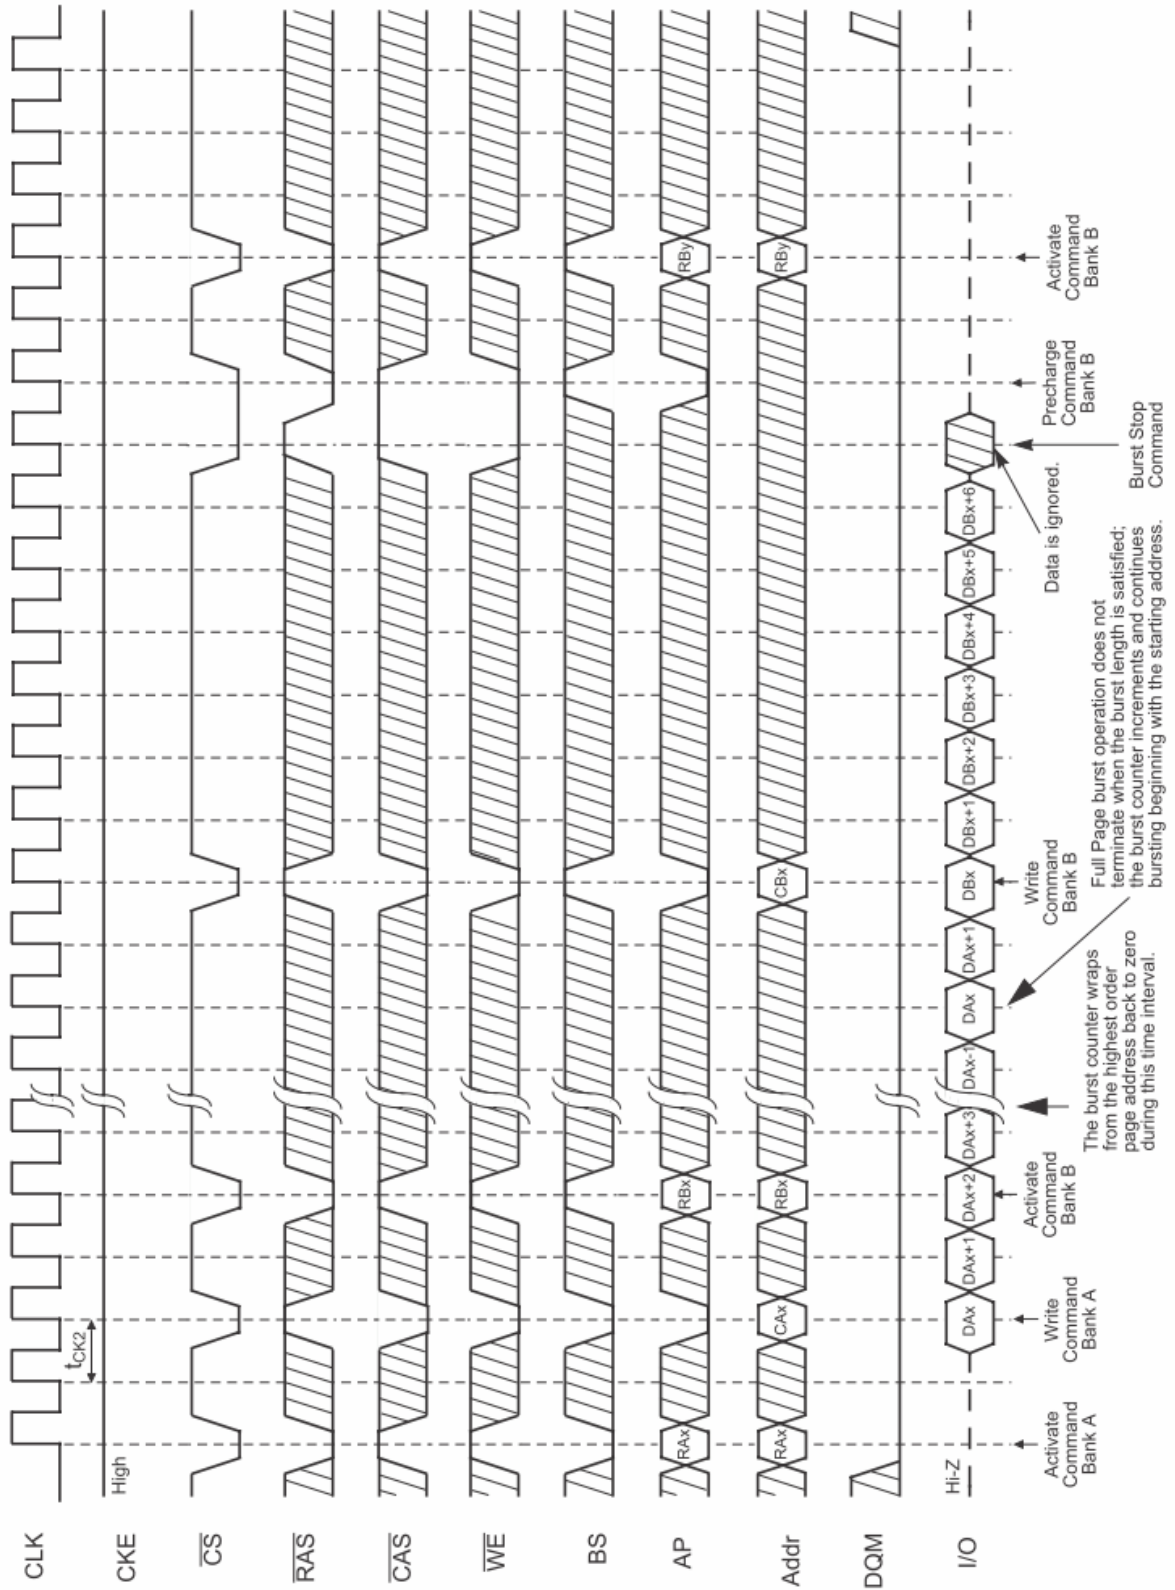 CLK
CKE
CS
RAS
CAS
WE
BS
AP
Addr
DQM
I/O
tCK2
High
RAx
RBx
RBy
RAx
CAx
RBx
CBx
RBy
Hi-Z
DAx
DAx+1
DAx+2
DAx+3
DAx-1
DAx
DAx+1
DBx
DBx+1
DBx+2
DBx+3
DBx+4
DBx+5
DBx+6
Activate
Command
Bank A
Write
Command
Bank A
Activate
Command
Bank B
The burst counter wraps
from the highest order
page address back to zero
during this time interval.
Write
Command
Bank B
Full Page burst operation does not
terminate when the burst length is satisfied;
the burst counter increments and continues
bursting beginning with the starting address.
Data is ignored.
Burst Stop
Command
Precharge
Command
Bank B
Activate
Command
Bank B